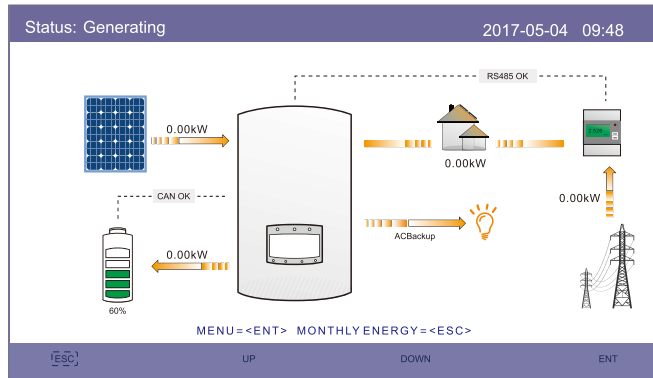 Status: Generating
2017-05-04 09:48
RS485 OK
0.00kW
0.00kW
CAN OK
0.00kW
0.00kW
ACBackup
60%
MENU=<ENT> MONTHLY ENERGY=<ESC>
ESC UP DOWN ENT